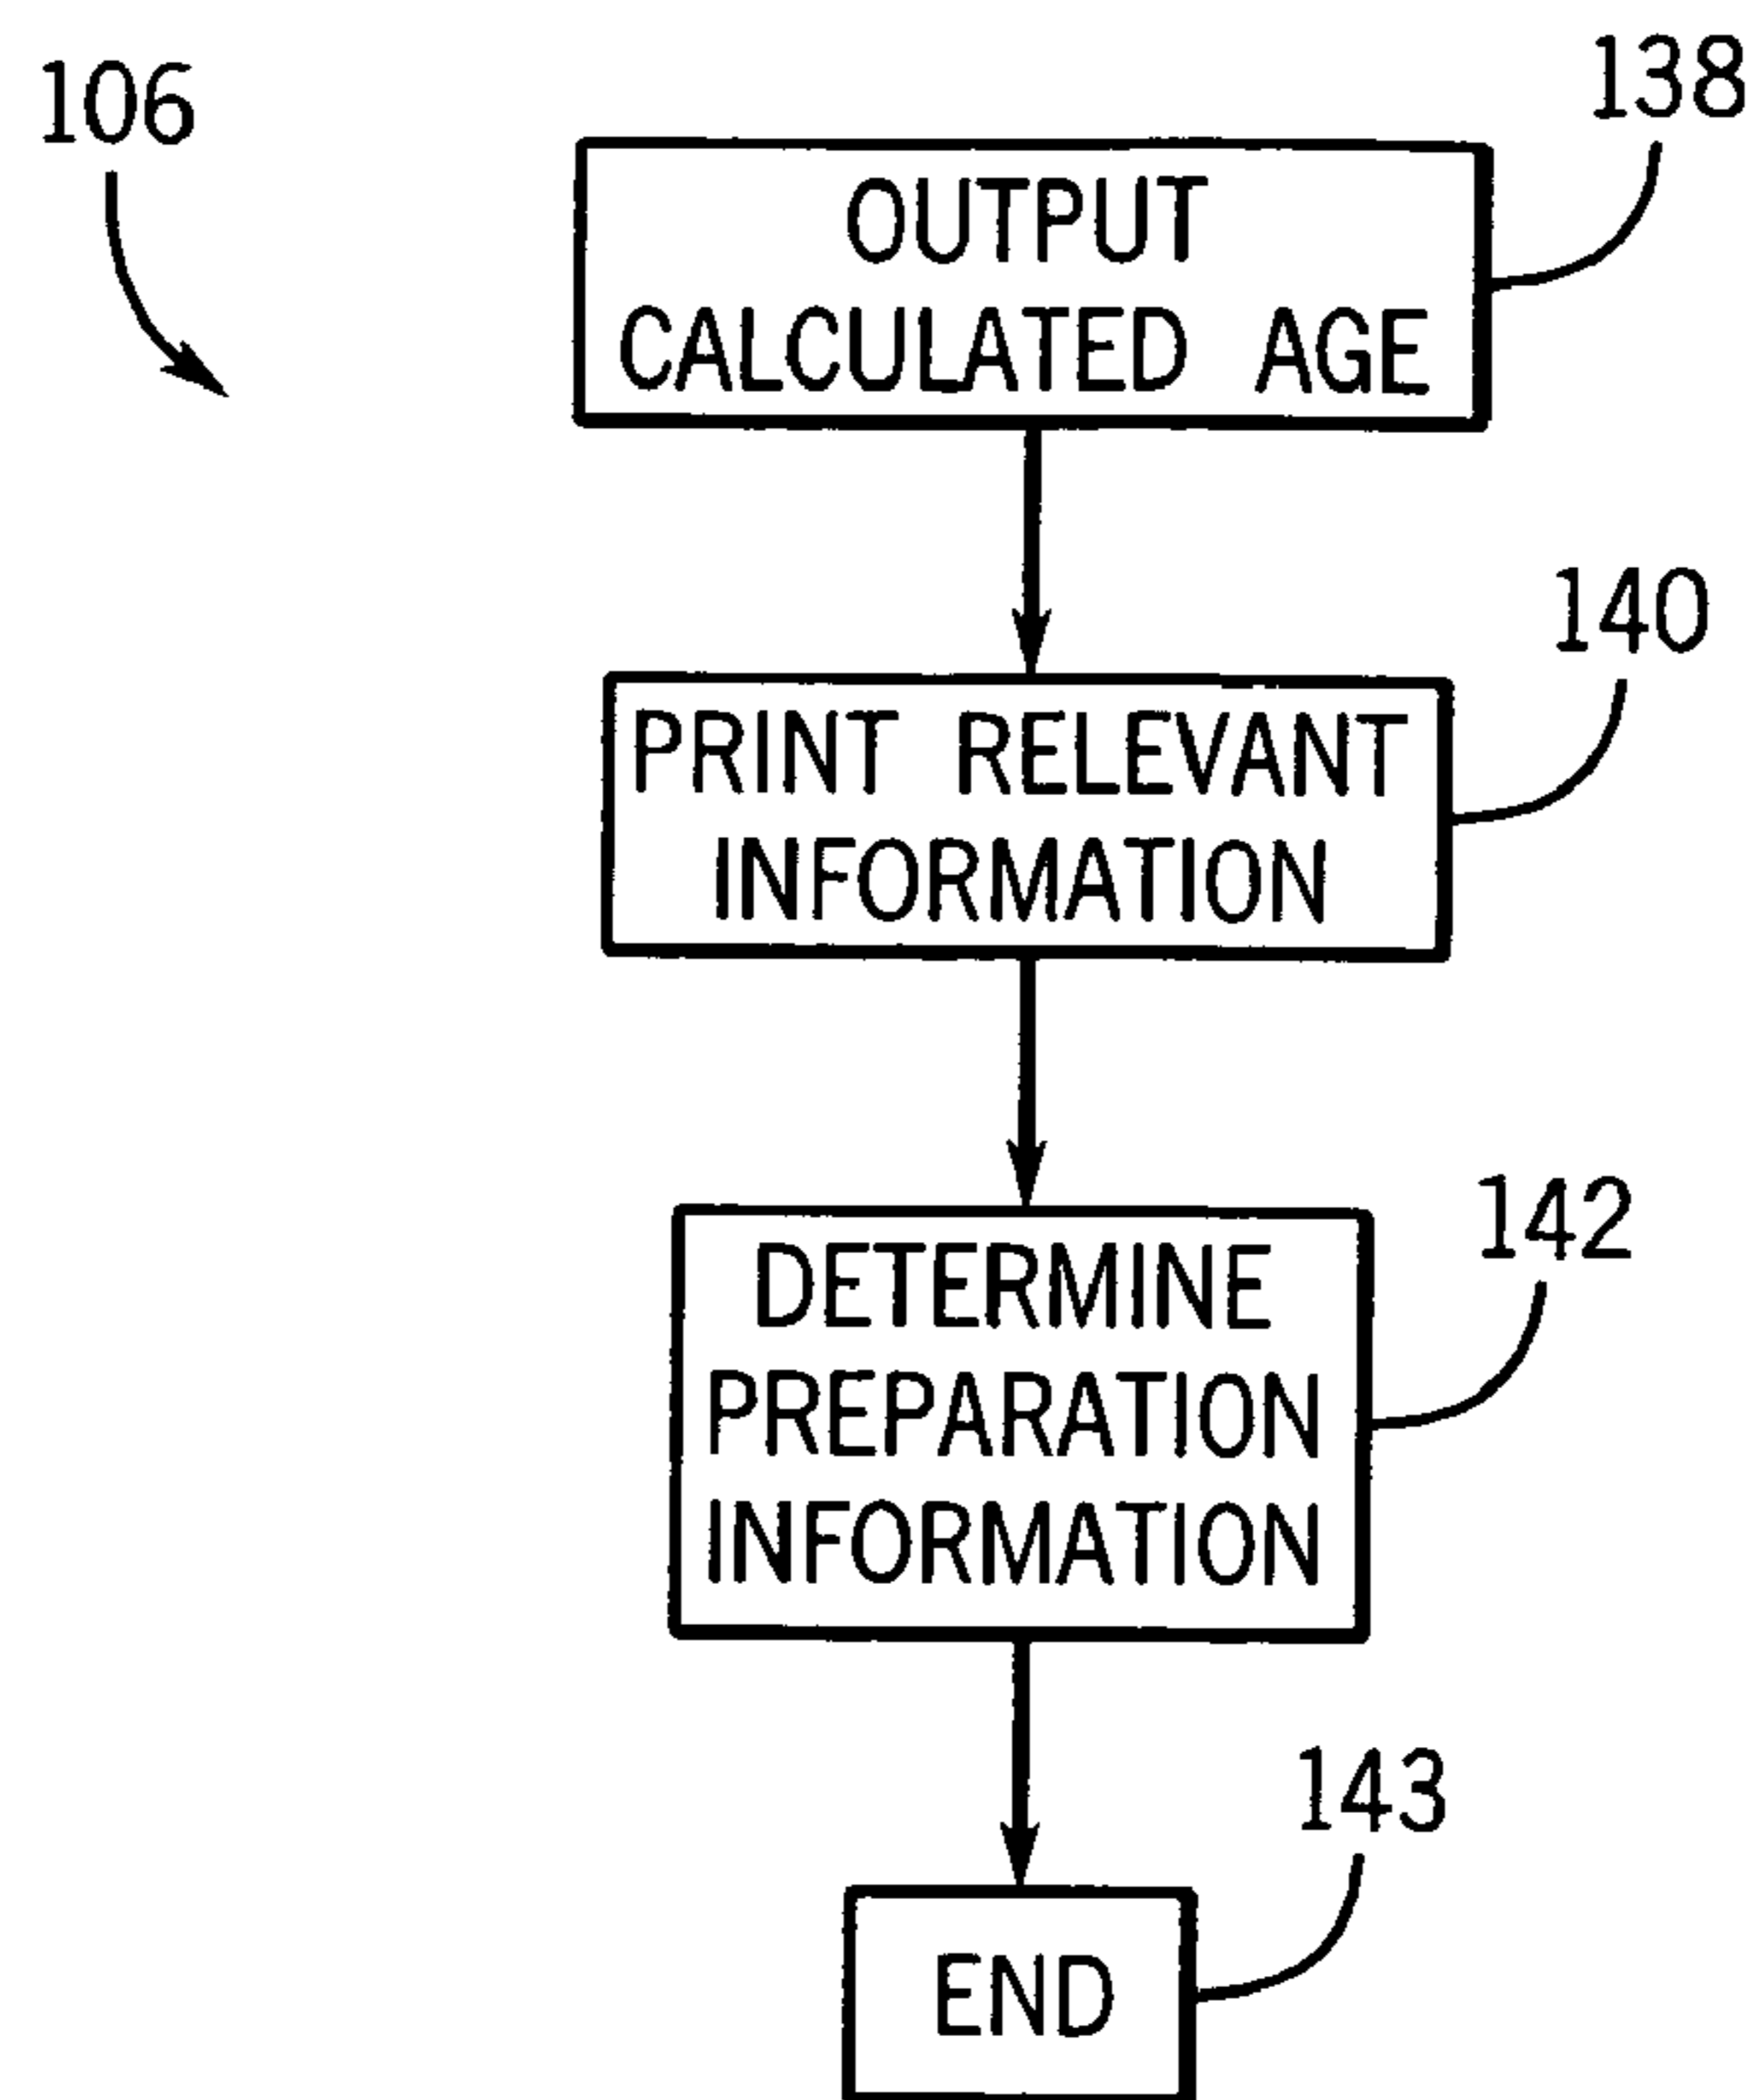 106
138
OUTPUT
CALCULATED AGE
140
PRINT RELEVANT
INFORMATION
142
DETERMINE
PREPARATION
INFORMATION
143
END